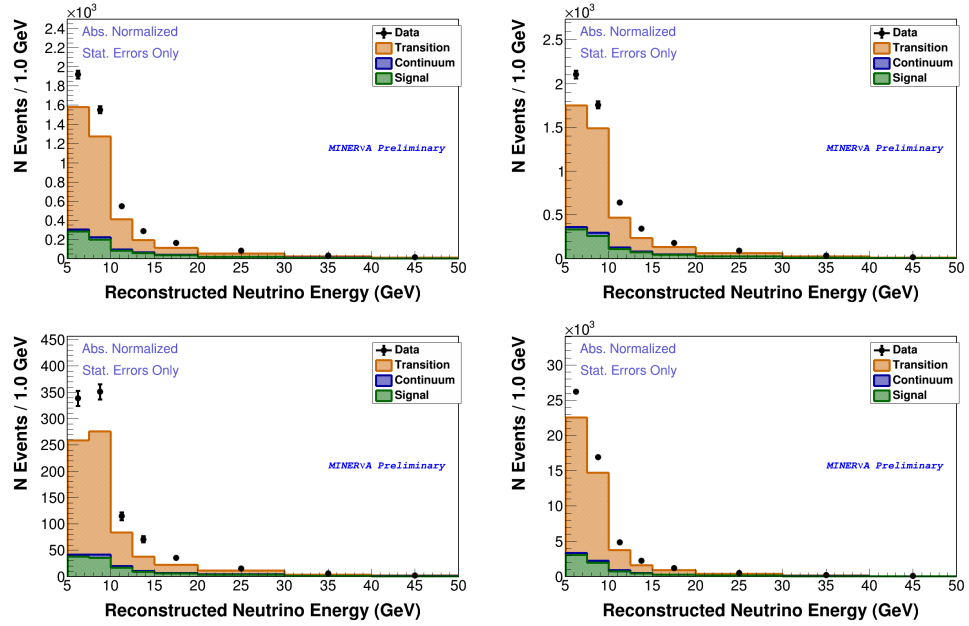 ×10³
N Events / 1.0 GeV
2.4
2.2
2
1.8
1.6
1.4
1.2
1
0.8
0.6
0.4
0.2
0
Abs. Normalized
Stat. Errors Only
Data
Transition
Continuum
Signal
MINERνA Preliminary
5 10 15 20 25 30 35 40 45 50
Reconstructed Neutrino Energy (GeV)
×10³
N Events / 1.0 GeV
2.5
2
1.5
1
0.5
0
Abs. Normalized
Stat. Errors Only
Data
Transition
Continuum
Signal
MINERνA Preliminary
5 10 15 20 25 30 35 40 45 50
Reconstructed Neutrino Energy (GeV)
N Events / 1.0 GeV
450
400
350
300
250
200
150
100
50
0
Abs. Normalized
Stat. Errors Only
Data
Transition
Continuum
Signal
MINERνA Preliminary
5 10 15 20 25 30 35 40 45 50
Reconstructed Neutrino Energy (GeV)
×10³
N Events / 1.0 GeV
30
25
20
15
10
5
0
Abs. Normalized
Stat. Errors Only
Data
Transition
Continuum
Signal
MINERνA Preliminary
5 10 15 20 25 30 35 40 45 50
Reconstructed Neutrino Energy (GeV)